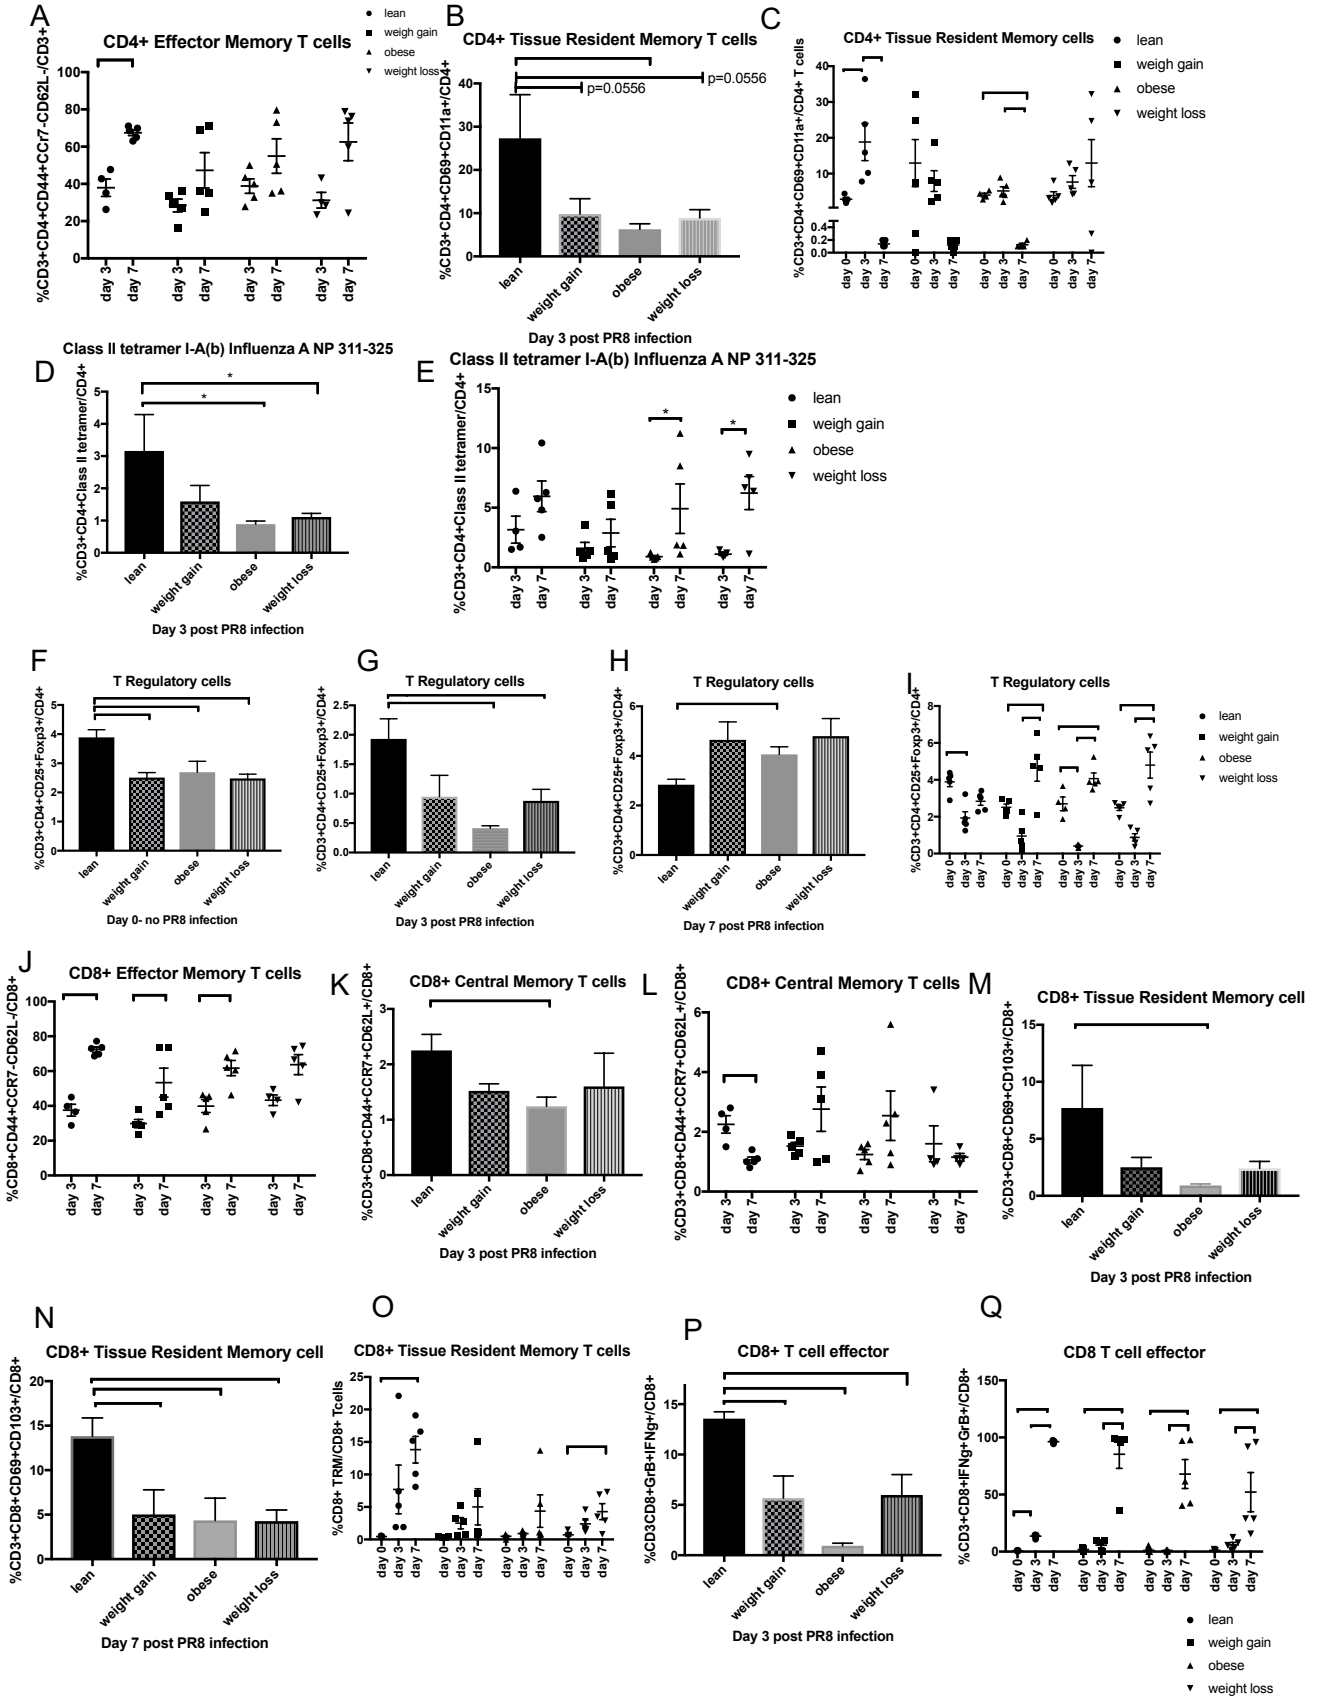 A
CD4+ Effector Memory T cells
lean
weigh gain
obese
weight loss
%CD3+CD4+CD44+CCr7-CD62L-/CD3+
100
80
60
40
20
0
day 3
day 7
day 3
day 7
day 3
day 7
day 3
day 7
B
CD4+ Tissue Resident Memory T cells
p=0.0556
p=0.0556
%CD3+CD4+CD69+CD11a+/CD4+
40
30
20
10
0
lean
weight gain
obese
weight loss
Day 3 post PR8 infection
C
CD4+ Tissue Resident Memory cells
lean
weigh gain
obese
weight loss
%CD3+CD4+CD69+CD11a+/CD4+ T cells
40
30
20
10
0.4
0.2
0.0
day 0
day 3
day 7
day 0
day 3
day 7
day 0
day 3
day 7
day 0
day 3
day 7
D
Class II tetramer I-A(b) Influenza A NP 311-325
*
*
%CD3+CD4+Class II tetramer/CD4+
5
4
3
2
1
0
lean
weight gain
obese
weight loss
Day 3 post PR8 infection
E
Class II tetramer I-A(b) Influenza A NP 311-325
lean
weigh gain
obese
weight loss
*
*
%CD3+CD4+Class II tetramer/CD4+
15
10
5
0
day 3
day 7
day 3
day 7
day 3
day 7
day 3
day 7
F
T Regulatory cells
%CD3+CD4+CD25+Foxp3+/CD4+
5
4
3
2
1
0
lean
weight gain
obese
weight loss
Day 0- no PR8 infection
G
T Regulatory cells
%CD3+CD4+CD25+Foxp3+/CD4+
2.5
2.0
1.5
1.0
0.5
0.0
lean
weight gain
obese
weight loss
Day 3 post PR8 infection
H
T Regulatory cells
%CD3+CD4+CD25+Foxp3+/CD4+
6
4
2
0
lean
weight gain
obese
weight loss
Day 7 post PR8 infection
I
T Regulatory cells
lean
weight gain
obese
weight loss
%CD3+CD4+CD25+Foxp3+/CD4+
8
6
4
2
0
day 0
day 3
day 7
day 0
day 3
day 7
day 0
day 3
day 7
day 0
day 3
day 7
J
CD8+ Effector Memory T cells
%CD8+CD44+CCR7-CD62L-/CD8+
100
80
60
40
20
0
day 3
day 7
day 3
day 7
day 3
day 7
day 3
day 7
K
CD8+ Central Memory T cells
%CD3+CD8+CD44+CCR7+CD62L+/CD8+
3
2
1
0
lean
weight gain
obese
weight loss
Day 3 post PR8 infection
L
CD8+ Central Memory T cells
%CD3+CD8+CD44+CCR7+CD62L+/CD8+
6
4
2
0
day 3
day 7
day 3
day 7
day 3
day 7
day 3
day 7
M
CD8+ Tissue Resident Memory cell
%CD3+CD8+CD69+CD103+/CD8+
15
10
5
0
lean
weight gain
obese
weight loss
Day 3 post PR8 infection
N
CD8+ Tissue Resident Memory cell
%CD3+CD8+CD69+CD103+/CD8+
20
15
10
5
0
lean
weight gain
obese
weight loss
Day 7 post PR8 infection
O
CD8+ Tissue Resident Memory T cells
%CD8+ TRM/CD8+ Tcells
25
20
15
10
5
0
day 0
day 3
day 7
day 0
day 3
day 7
day 0
day 3
day 7
day 0
day 3
day 7
P
CD8+ T cell effector
%CD3CD8+GrB+IFNg+/CD8+
15
10
5
0
lean
weight gain
obese
weight loss
Day 3 post PR8 infection
Q
CD8 T cell effector
%CD3+CD8+IFNg+GrB+/CD8+
150
100
50
0
day 0
day 3
day 7
day 0
day 3
day 7
day 0
day 3
day 7
day 0
day 3
day 7
lean
weigh gain
obese
weight loss